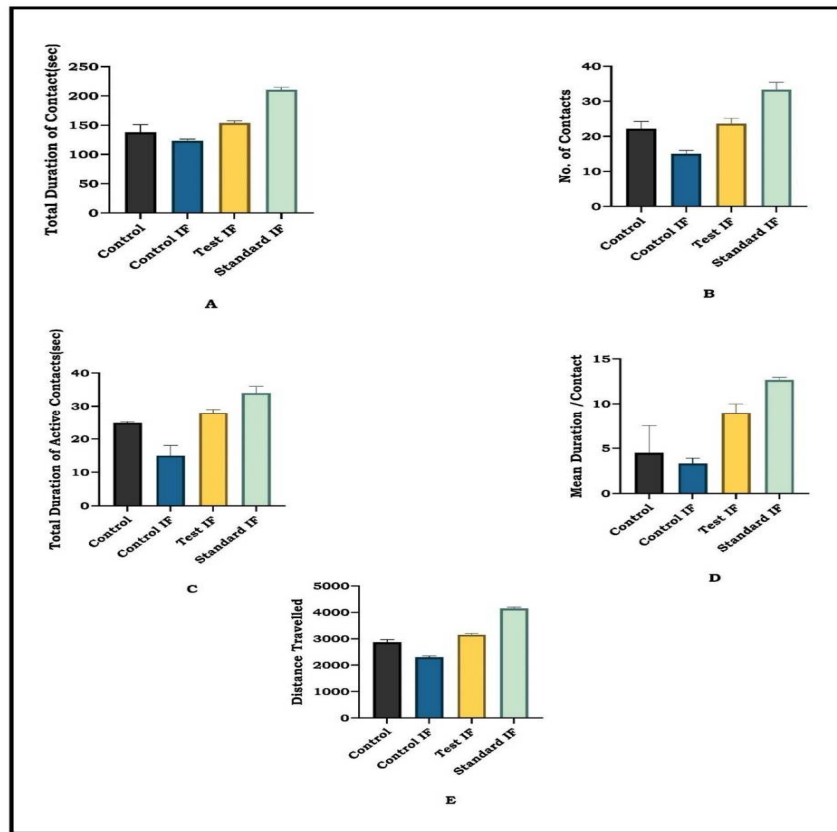 Total Duration of Contact(sec)
250
200
150
100
50
0
Control
Control IF
Test IF
Standard IF
A
No. of Contacts
40
30
20
10
0
Control
Control IF
Test IF
Standard IF
B
Total Duration of Active Contacts(sec)
40
30
20
10
0
Control
Control IF
Test IF
Standard IF
C
Mean Duration /Contact
15
10
5
0
Control
Control IF
Test IF
Standard IF
D
Distance Travelled
5000
4000
3000
2000
1000
0
Control
Control IF
Test IF
Standard IF
E